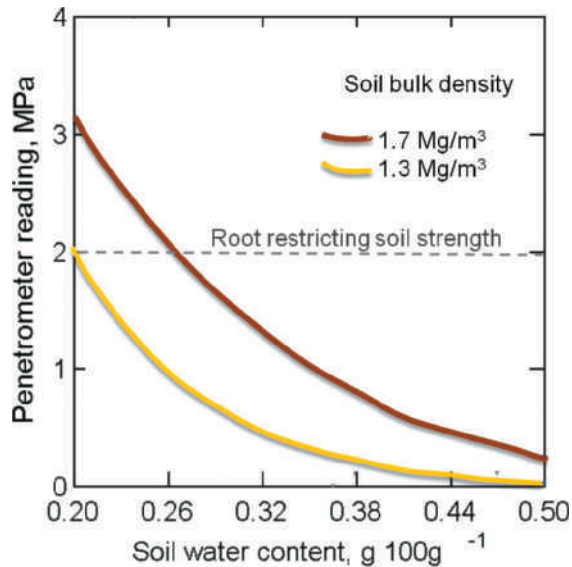 4
3
2
1
0
Penetrometer reading, MPa
Soil bulk density
1.7 Mg/m³
1.3 Mg/m³
Root restricting soil strength
0.20 0.26 0.32 0.38 0.44 0.50
Soil water content, g 100g ⁻¹